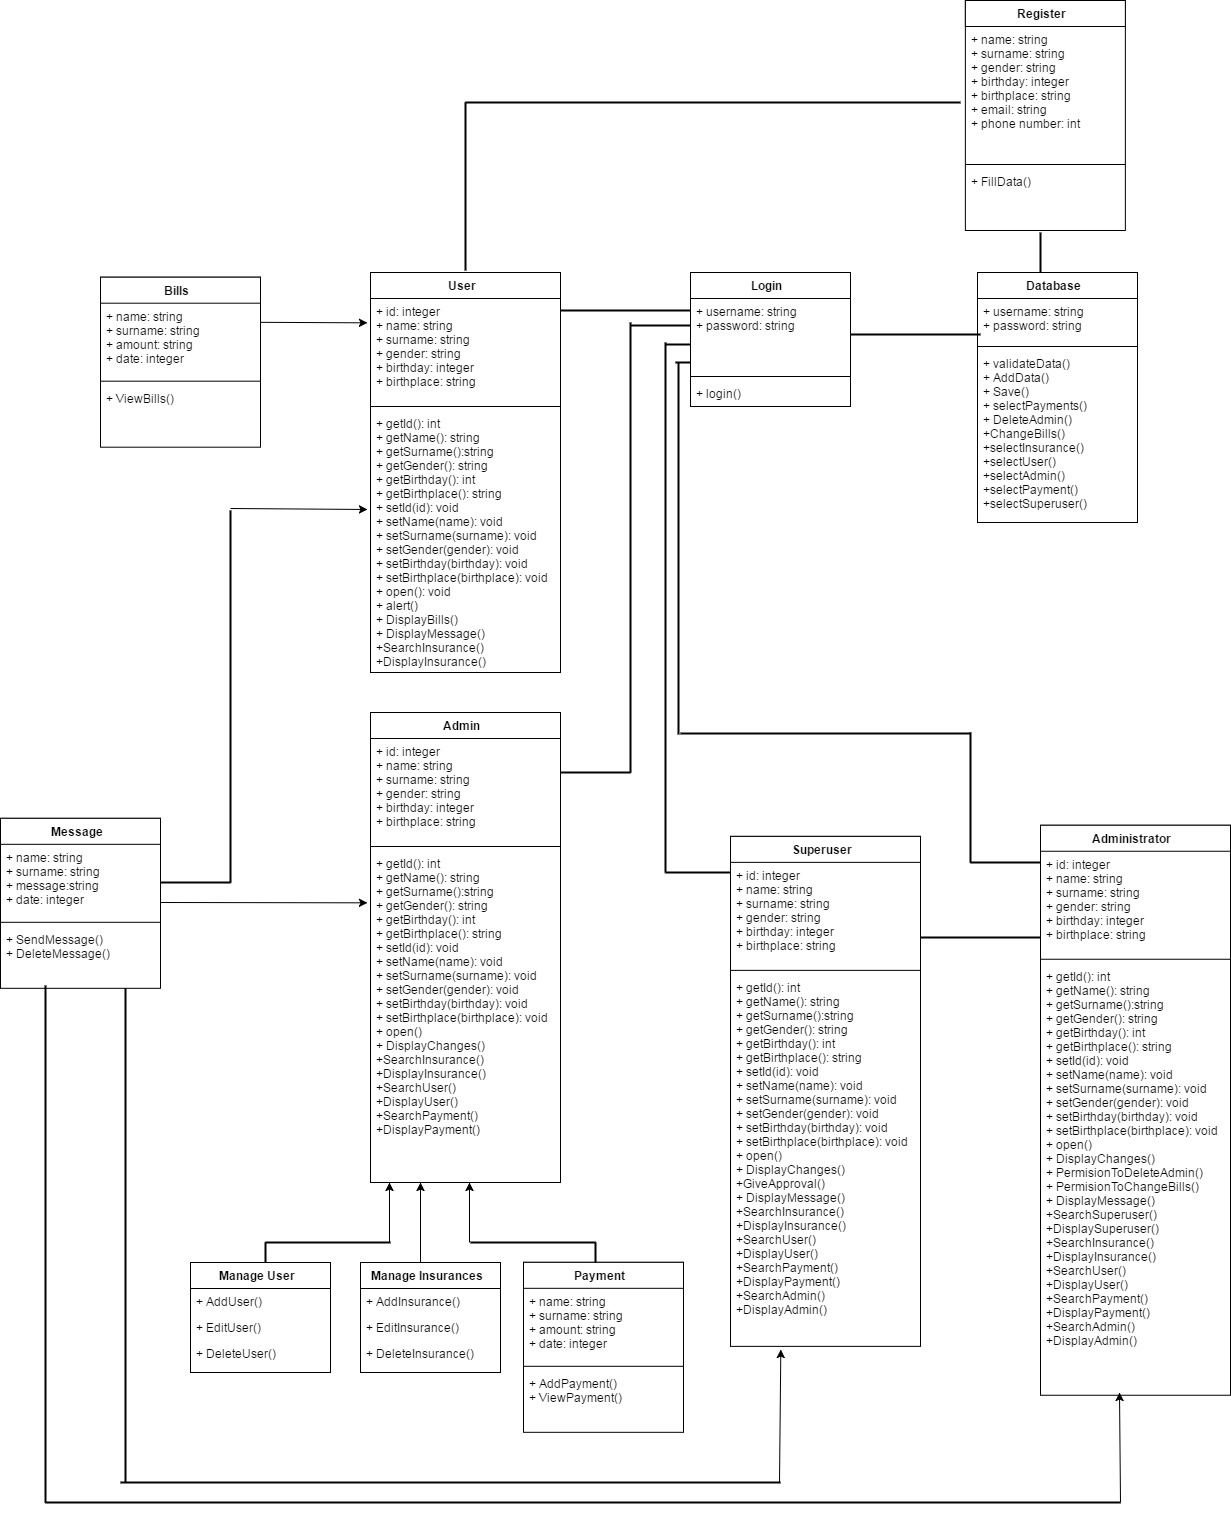 Register
+ name: string
+ surname: string
+ gender: string
+ birthday: integer
+ birthplace: string
+ email: string
+ phone number: int
+ FillData()
Bills
+ name: string
+ surname: string
+ amount: string
+ date: integer
+ ViewBills()
User
+ id: integer
+ name: string
+ surname: string
+ gender: string
+ birthday: integer
+ birthplace: string
+ getId(): int
+ getName(): string
+ getSurname():string
+ getGender(): string
+ getBirthday(): int
+ getBirthplace(): string
+ setId(id): void
+ setName(name): void
+ setSurname(surname): void
+ setGender(gender): void
+ setBirthday(birthday): void
+ setBirthplace(birthplace): void
+ open(): void
+ alert()
+ DisplayBills()
+ DisplayMessage()
+SearchInsurance()
+DisplayInsurance()
Login
+ username: string
+ password: string
+ login()
Database
+ username: string
+ password: string
+ validateData()
+ AddData()
+ Save()
+ selectPayments()
+ DeleteAdmin()
+ChangeBills()
+selectInsurance()
+selectUser()
+selectAdmin()
+selectPayment()
+selectSuperuser()
Admin
+ id: integer
+ name: string
+ surname: string
+ gender: string
+ birthday: integer
+ birthplace: string
+ getId(): int
+ getName(): string
+ getSurname():string
+ getGender(): string
+ getBirthday(): int
+ getBirthplace(): string
+ setId(id): void
+ setName(name): void
+ setSurname(surname): void
+ setGender(gender): void
+ setBirthday(birthday): void
+ setBirthplace(birthplace): void
+ open()
+ DisplayChanges()
+SearchInsurance()
+DisplayInsurance()
+SearchUser()
+DisplayUser()
+SearchPayment()
+DisplayPayment()
Message
+ name: string
+ surname: string
+ message:string
+ date: integer
+ SendMessage()
+ DeleteMessage()
Superuser
+ id: integer
+ name: string
+ surname: string
+ gender: string
+ birthday: integer
+ birthplace: string
+ getId(): int
+ getName(): string
+ getSurname():string
+ getGender(): string
+ getBirthday(): int
+ getBirthplace(): string
+ setId(id): void
+ setName(name): void
+ setSurname(surname): void
+ setGender(gender): void
+ setBirthday(birthday): void
+ setBirthplace(birthplace): void
+ open()
+ DisplayChanges()
+GiveApproval()
+ DisplayMessage()
+SearchInsurance()
+DisplayInsurance()
+SearchUser()
+DisplayUser()
+SearchPayment()
+DisplayPayment()
+SearchAdmin()
+DisplayAdmin()
Administrator
+ id: integer
+ name: string
+ surname: string
+ gender: string
+ birthday: integer
+ birthplace: string
+ getId(): int
+ getName(): string
+ getSurname():string
+ getGender(): string
+ getBirthday(): int
+ getBirthplace(): string
+ setId(id): void
+ setName(name): void
+ setSurname(surname): void
+ setGender(gender): void
+ setBirthday(birthday): void
+ setBirthplace(birthplace): void
+ open()
+ DisplayChanges()
+ PermisionToDeleteAdmin()
+ PermisionToChangeBills()
+ DisplayMessage()
+SearchSuperuser()
+DisplaySuperuser()
+SearchInsurance()
+DisplayInsurance()
+SearchUser()
+DisplayUser()
+SearchPayment()
+DisplayPayment()
+SearchAdmin()
+DisplayAdmin()
Manage User
+ AddUser()
+ EditUser()
+ DeleteUser()
Manage Insurances
+ AddInsurance()
+ EditInsurance()
+ DeleteInsurance()
Payment
+ name: string
+ surname: string
+ amount: string
+ date: integer
+ AddPayment()
+ ViewPayment()